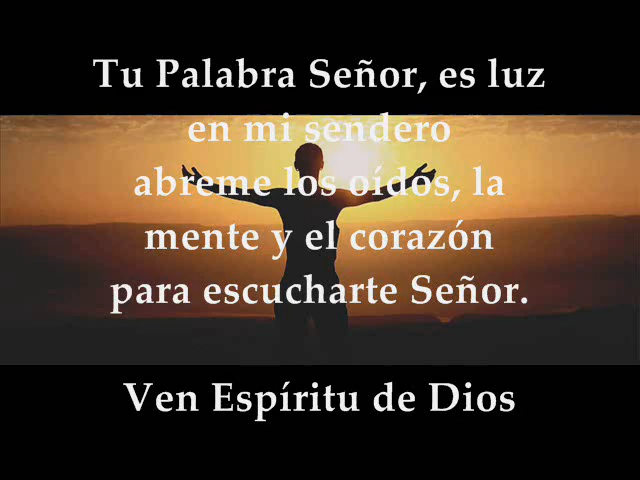 Tu Palabra Señor, es luz
en mi sendero
abreme los oídos, la
mente y el corazón
para escucharte Señor.
Ven Espíritu de Dios